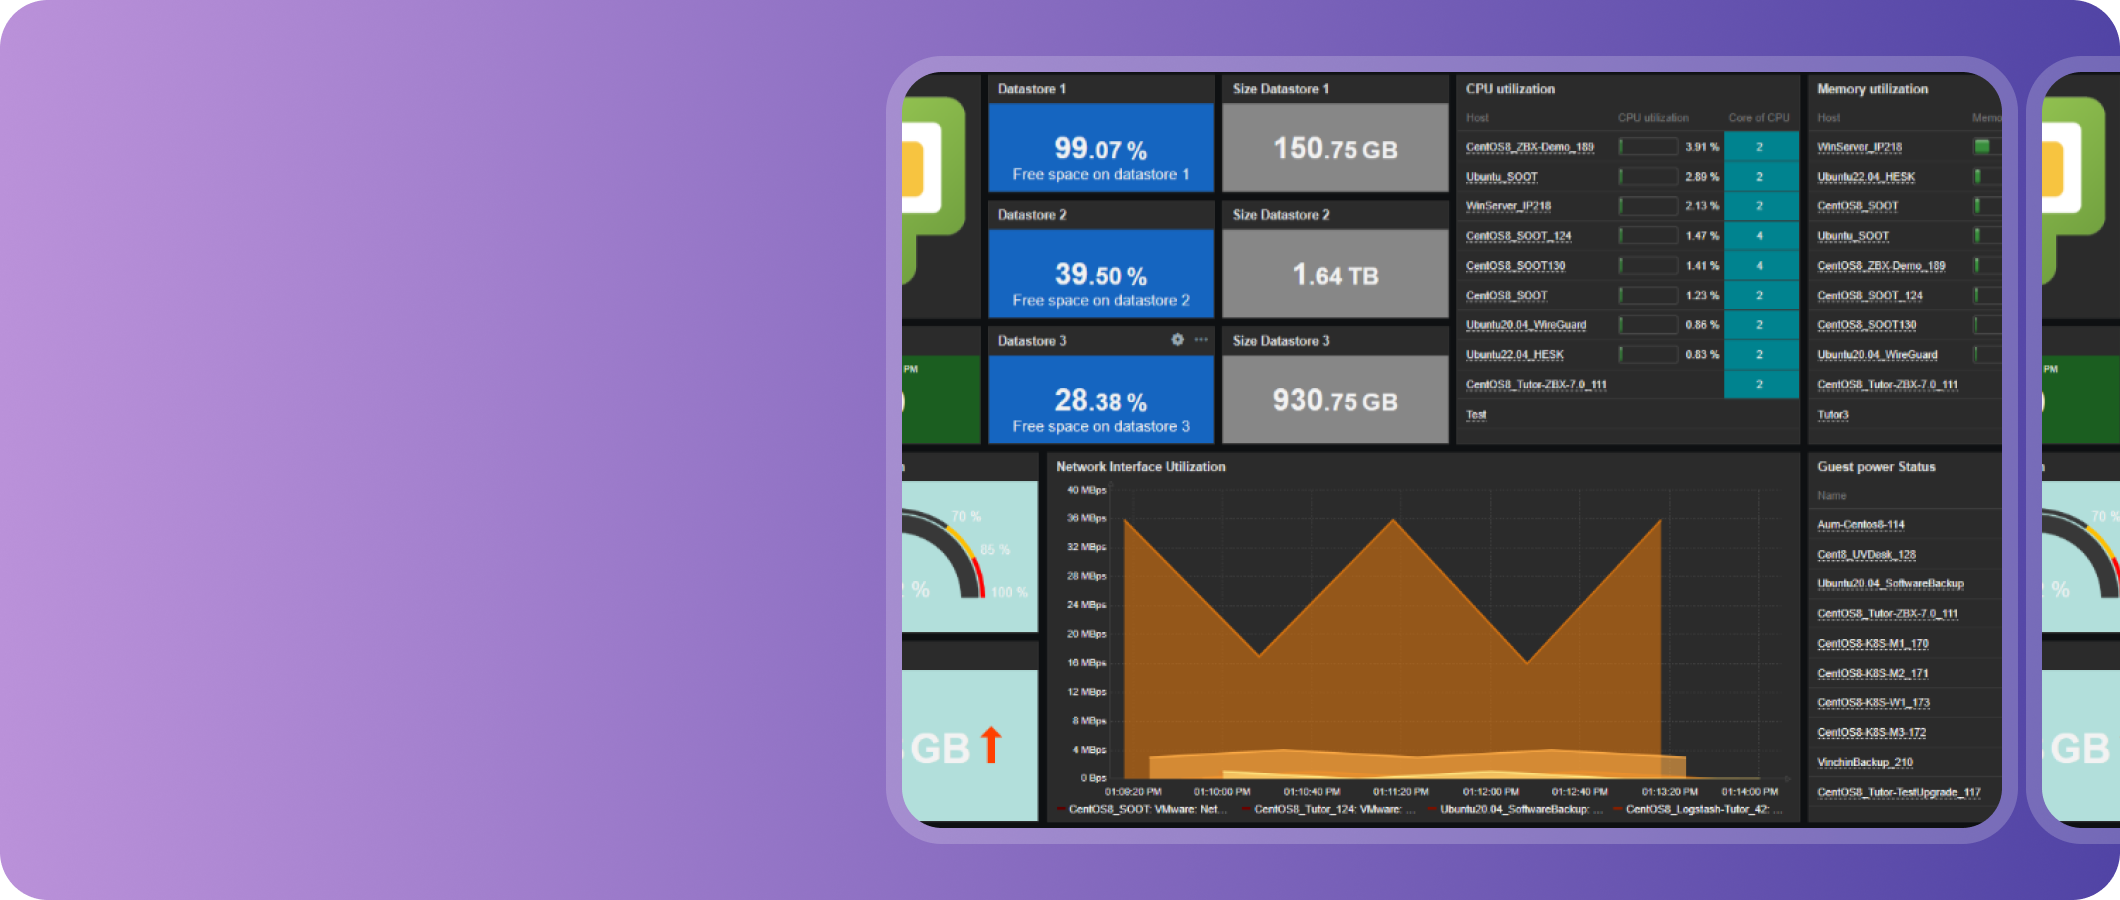 Datastore 1
99.07 %
Free space on datastore 1
Size Datastore 1
150.75 GB
Datastore 2
39.50 %
Free space on datastore 2
Size Datastore 2
1.64 TB
Datastore 3
28.38 %
Free space on datastore 3
Size Datastore 3
930.75 GB
CPU utilization
Host CPU utilization Core of CPU
CentOS8_ZBX-Demo_189 3.91 % 2
Ubuntu_SOOT 2.89 % 2
WinServer_IP218 2.13 % 2
CentOS8_SOOT_124 1.47 % 4
CentOS8_SOOT130 1.41 % 4
CentOS8_SOOT 1.23 % 2
Ubuntu20.04_WireGuard 0.86 % 2
Ubuntu22.04_HESK 0.83 % 2
CentOS8_Tutor-ZBX-7.0_111 2
Test
Memory utilization
Host Memo
WinServer_IP218
Ubuntu22.04_HESK
CentOS8_SOOT
Ubuntu_SOOT
CentOS8_ZBX-Demo_189
CentOS8_SOOT_124
CentOS8_SOOT130
Ubuntu20.04_WireGuard
CentOS8_Tutor-ZBX-7.0_111
Tutor3
PM
70 %
85 %
100 %
%
GB
Network Interface Utilization
40 MBps
36 MBps
32 MBps
28 MBps
24 MBps
20 MBps
16 MBps
12 MBps
8 MBps
4 MBps
0 Bps
01:09:20 PM 01:10:00 PM 01:10:40 PM 01:11:20 PM 01:12:00 PM 01:12:40 PM 01:13:20 PM 01:14:00 PM
CentOS8_SOOT: VMware: Net... CentOS8_Tutor_124: VMware: ... Ubuntu20.04_SoftwareBackup: ... CentOS8_Logstash-Tutor_42: ...
Guest power Status
Name
Aum-Centos8-114
Cent8_UVDesk_128
Ubuntu20.04_SoftwareBackup
CentOS8_Tutor-ZBX-7.0_111
CentOS8-K8S-M1_170
CentOS8-K8S-M2_171
CentOS8-K8S-W1_173
CentOS8-K8S-M3-172
VinchinBackup_210
CentOS8_Tutor-TestUpgrade_117
PM
70 %
%
GB